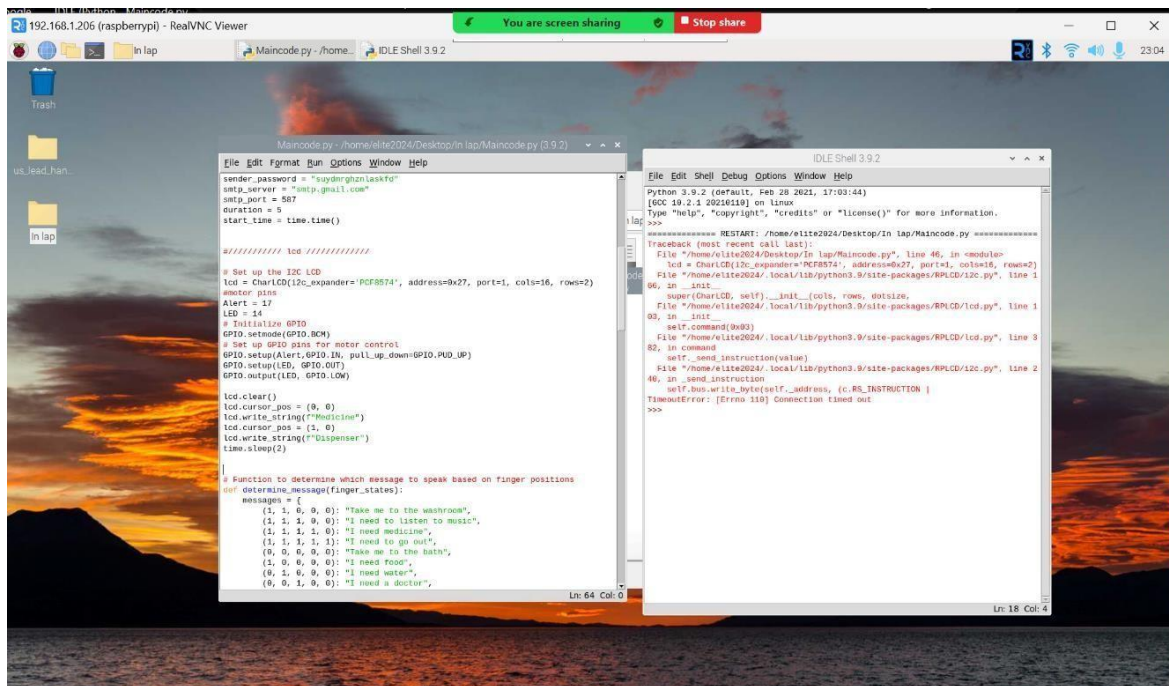 IDLE (Python Maincode.py
192.168.1.206 (raspberrypi) - RealVNC Viewer
You are screen sharing
Stop share
In lap
Maincode.py - /home...
IDLE Shell 3.9.2
23:04
Trash
us_lead_han...
In lap
Maincode.py - /home/elite2024/Desktop/In lap/Maincode.py (3.9.2)
File Edit Format Run Options Window Help
smtp_port = 587
duration = 5
start_time = time.time()
#/////////// lcd /////////////
# Set up the I2C LCD
lcd = CharLCD(i2c_expander='PCF8574', address=0x27, port=1, cols=16, rows=2)
#motor pins
Alert = 17
LED = 14
# Initialize GPIO
GPIO.setmode(GPIO.BCM)
# Set up GPIO pins for motor control
GPIO.setup(Alert,GPIO.IN, pull_up_down=GPIO.PUD_UP)
GPIO.setup(LED, GPIO.OUT)
GPIO.output(LED, GPIO.LOW)
lcd.clear()
lcd.cursor_pos = (0, 0)
lcd.write_string(f"Medicine")
lcd.cursor_pos = (1, 0)
lcd.write_string(f"Dispenser")
time.sleep(2)
# Function to determine which message to speak based on finger positions
def determine_message(finger_states):
messages = {
(1, 1, 0, 0, 0): "Take me to the washroom",
(1, 1, 1, 0, 0): "I need to listen to music",
(1, 1, 1, 1, 0): "I need medicine",
(1, 1, 1, 1, 1): "I need to go out",
(0, 0, 0, 0, 0): "Take me to the bath",
(1, 0, 0, 0, 0): "I need food",
(0, 1, 0, 0, 0): "I need water",
(0, 0, 1, 0, 0): "I need a doctor",
Ln: 64 Col: 0
IDLE Shell 3.9.2
File Edit Shell Debug Options Window Help
Python 3.9.2 (default, Feb 28 2021, 17:03:44)
[GCC 10.2.1 20210110] on linux
Type "help", "copyright", "credits" or "license()" for more information.
>>>
============= RESTART: /home/elite2024/Desktop/In lap/Maincode.py =============
Traceback (most recent call last):
File "/home/elite2024/Desktop/In lap/Maincode.py", line 46, in <module>
lcd = CharLCD(i2c_expander='PCF8574', address=0x27, port=1, cols=16, rows=2)
File "/home/elite2024/.local/lib/python3.9/site-packages/RPLCD/i2c.py", line 1
66, in __init__
super(CharLCD, self).__init__(cols, rows, dotsize,
File "/home/elite2024/.local/lib/python3.9/site-packages/RPLCD/lcd.py", line 1
03, in __init__
self.command(0x03)
File "/home/elite2024/.local/lib/python3.9/site-packages/RPLCD/lcd.py", line 3
82, in command
self._send_instruction(value)
File "/home/elite2024/.local/lib/python3.9/site-packages/RPLCD/i2c.py", line 2
40, in _send_instruction
self.bus.write_byte(self._address, (c.RS_INSTRUCTION |
TimeoutError: [Errno 110] Connection timed out
>>>
Ln: 18 Col: 4